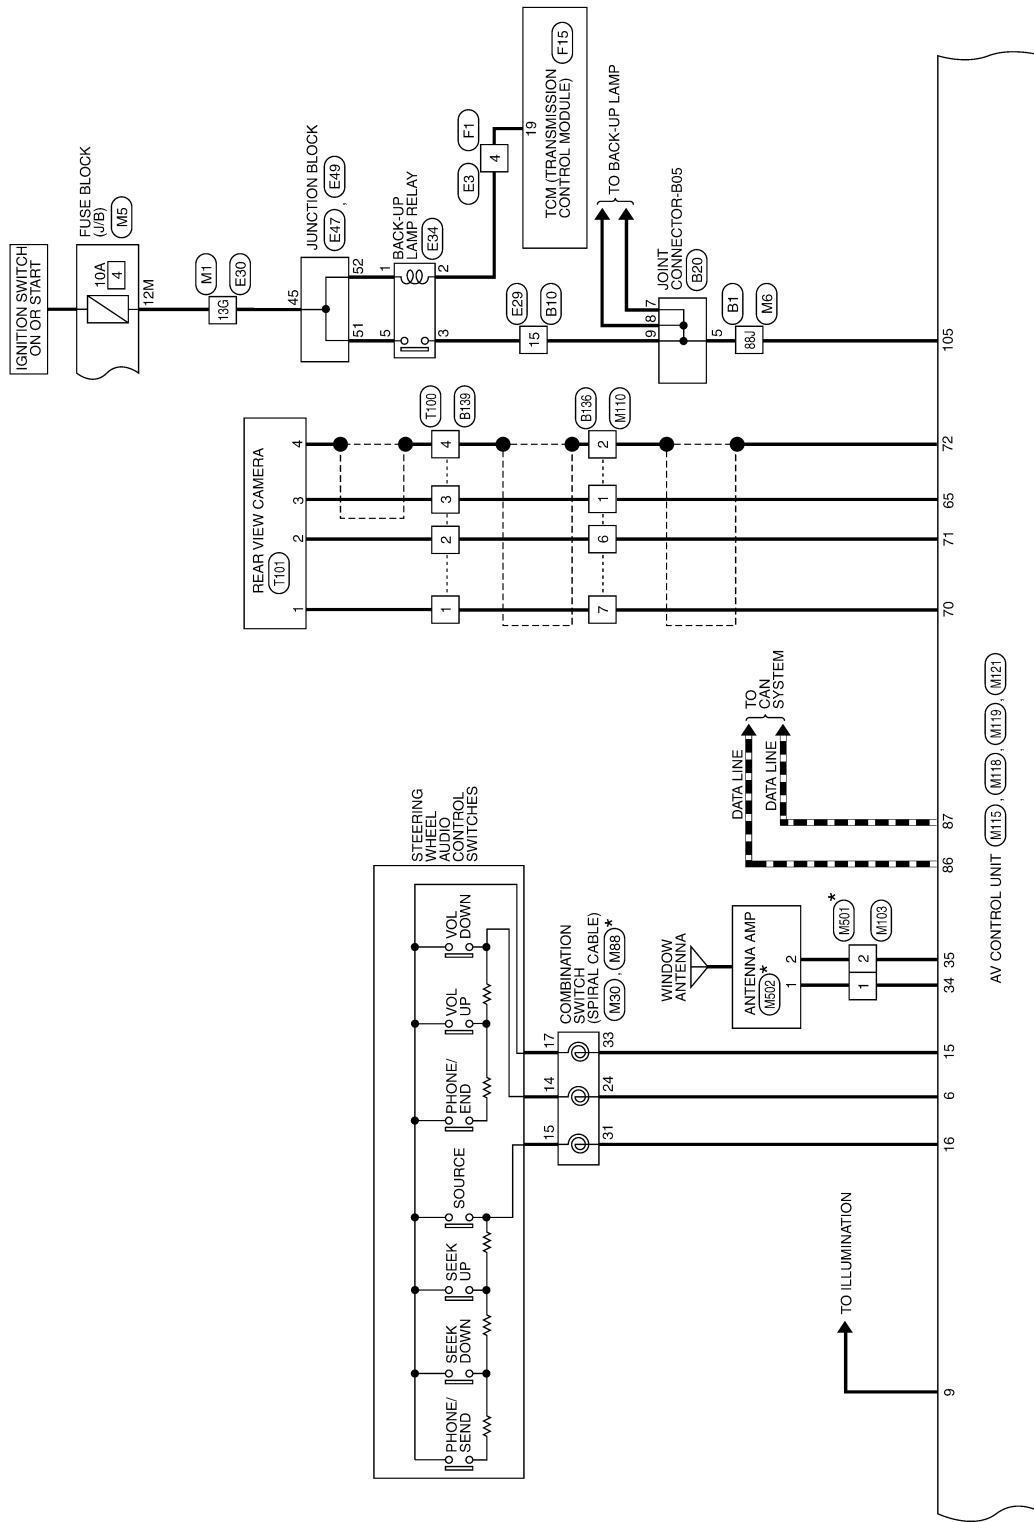 IGNITION SWITCH
ON OR START
FUSE BLOCK
(J/B)
M5
10A
4
12M
M1
13G
E30
JUNCTION BLOCK
E47 , E49
45
51
52
BACK-UP
LAMP RELAY
E34
5
1
3
2
E3
4
F1
19
TCM (TRANSMISSION
CONTROL MODULE)
F15
E29
15
B10
TO BACK-UP LAMP
JOINT
CONNECTOR-B05
B20
9
8
7
5
B1
88J
M6
105
REAR VIEW CAMERA
T101
1
2
3
4
T100
B139
1
2
3
4
B136
M110
7
6
1
2
70
71
65
72
TO
CAN
SYSTEM
DATA LINE
DATA LINE
86
87
STEERING
WHEEL
AUDIO
CONTROL
SWITCHES
PHONE/
SEND
SEEK
DOWN
SEEK
UP
SOURCE
PHONE/
END
VOL
UP
VOL
DOWN
15
14
17
COMBINATION
SWITCH
(SPIRAL CABLE)
M30 , M88 *
31
24
33
16
6
15
WINDOW
ANTENNA
ANTENNA AMP
M502 *
1
2
M501 *
1
2
M103
34
35
TO ILLUMINATION
9
AV CONTROL UNIT M115 , M118 , M119 , M121